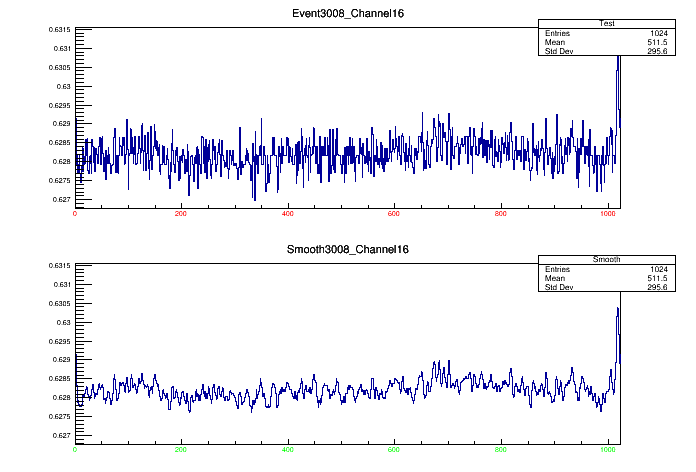 Event3008_Channel16
Test
Entries 1024
Mean 511.5
Std Dev 295.6
0.6315
0.631
0.6305
0.63
0.6295
0.629
0.6285
0.628
0.6275
0.627
0 200 400 600 800 1000
Smooth3008_Channel16
Smooth
Entries 1024
Mean 511.5
Std Dev 295.6
0.6315
0.631
0.6305
0.63
0.6295
0.629
0.6285
0.628
0.6275
0.627
0 200 400 600 800 1000